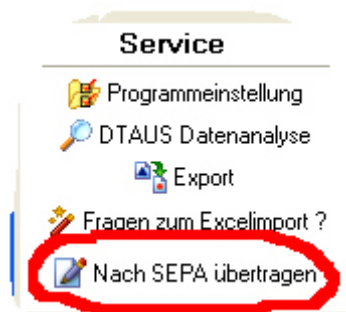 Service
Programmeinstellung
DTAUS Datenanalyse
Export
Fragen zum Excelimport ?
Nach SEPA übertragen